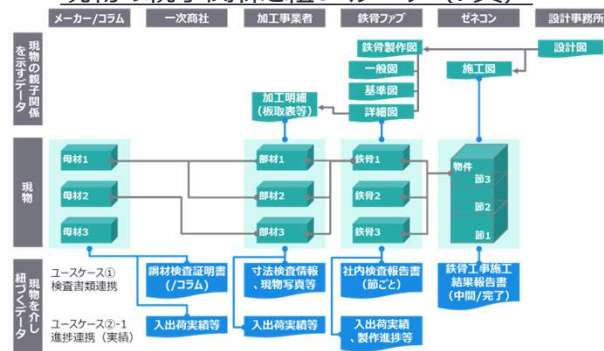 メーカー/コラム
一次商社
加工事業者
鉄骨ファブ
ゼネコン
設計事務所
現物の親子関係
を示すデータ
鉄骨製作図
設計図
一般図
施工図
基準図
加工明細
(板取表等)
詳細図
現物
母材1
部材1
鉄骨1
物件
母材2
部材2
鉄骨2
節3
節2
母材3
部材3
鉄骨3
節1
現物を介し
紐づくデータ
ユースケース①
検査書類連携
鋼材検査証明書
(/コラム)
寸法検査情報
、現物写真等
社内検査報告書
(節ごと)
鉄骨工事施工
結果報告書
(中間/完了)
ユースケース②-1
進捗連携(実績)
入出荷実績等
入出荷実績等
入出荷実績
、製作進捗等